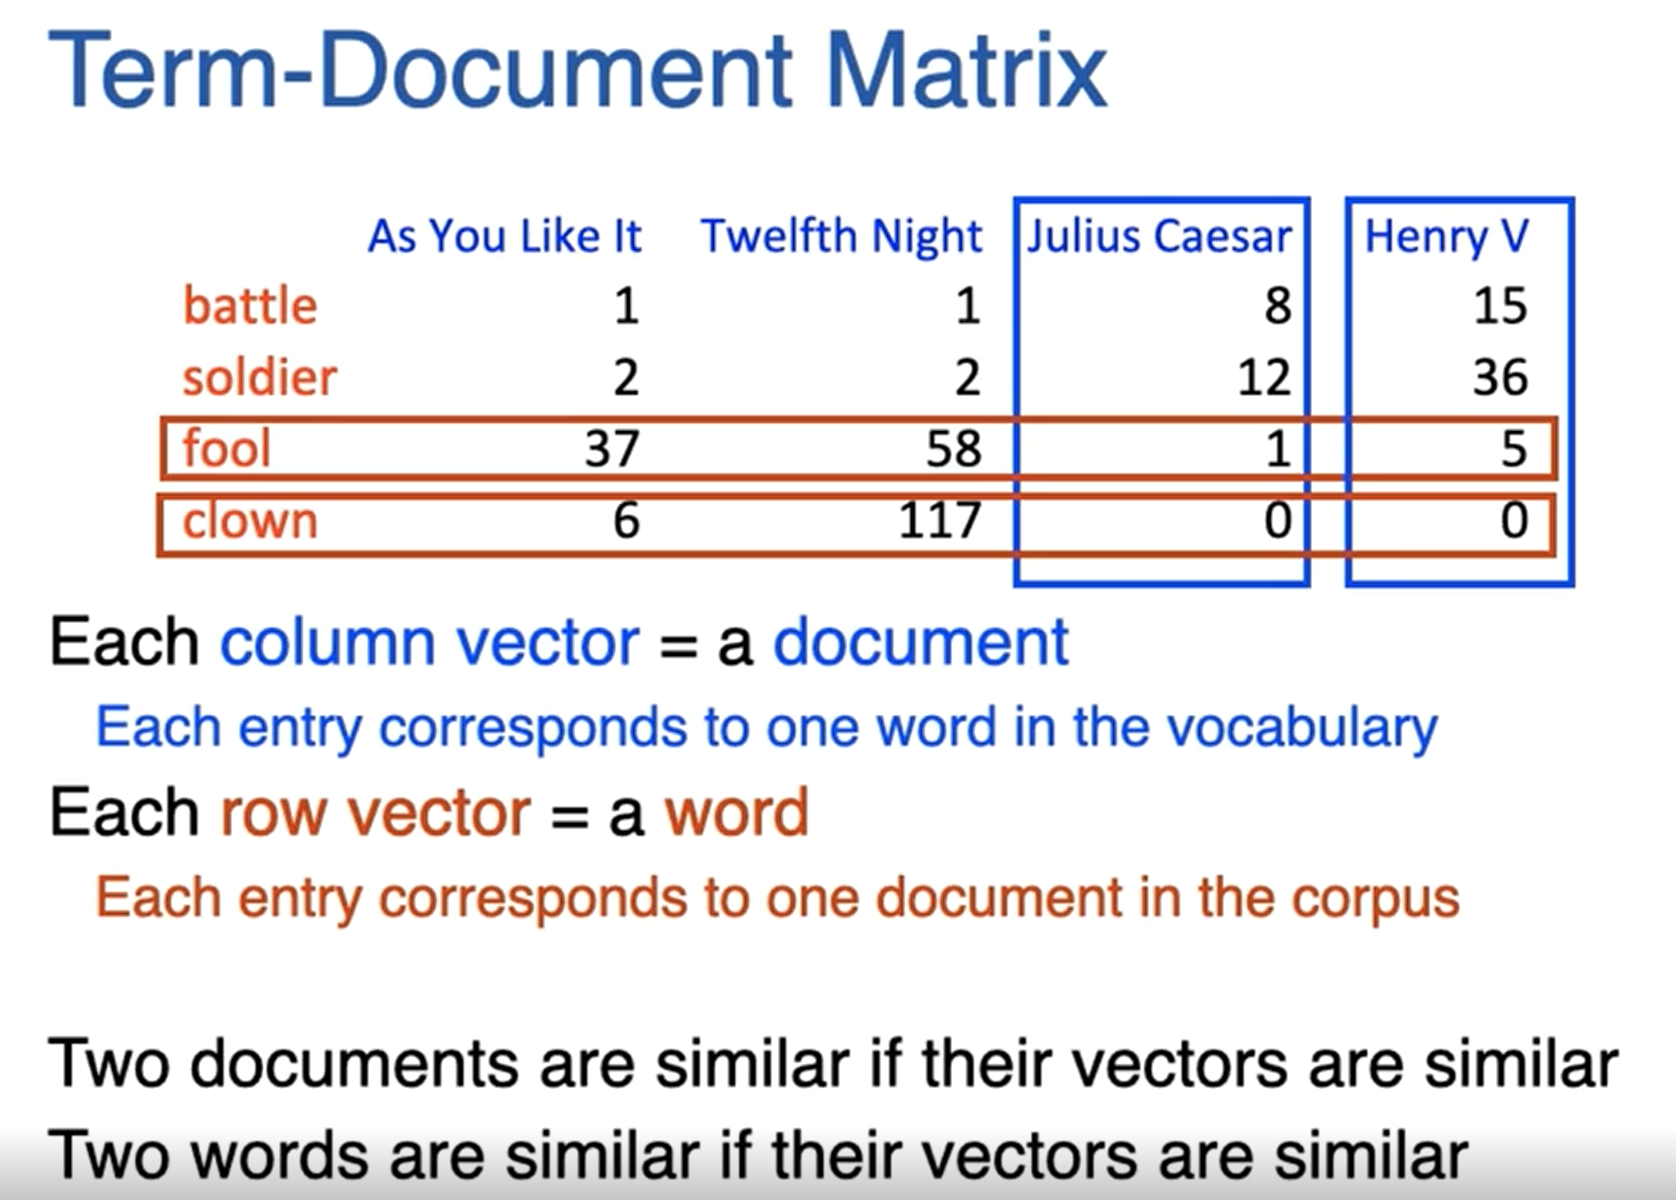 Term-Document Matrix
As You Like It Twelfth Night Julius Caesar Henry V
battle 1 1 8 15
soldier 2 2 12 36
fool 37 58 1 5
clown 6 117 0 0
Each column vector = a document
Each entry corresponds to one word in the vocabulary
Each row vector = a word
Each entry corresponds to one document in the corpus
Two documents are similar if their vectors are similar
Two words are similar if their vectors are similar